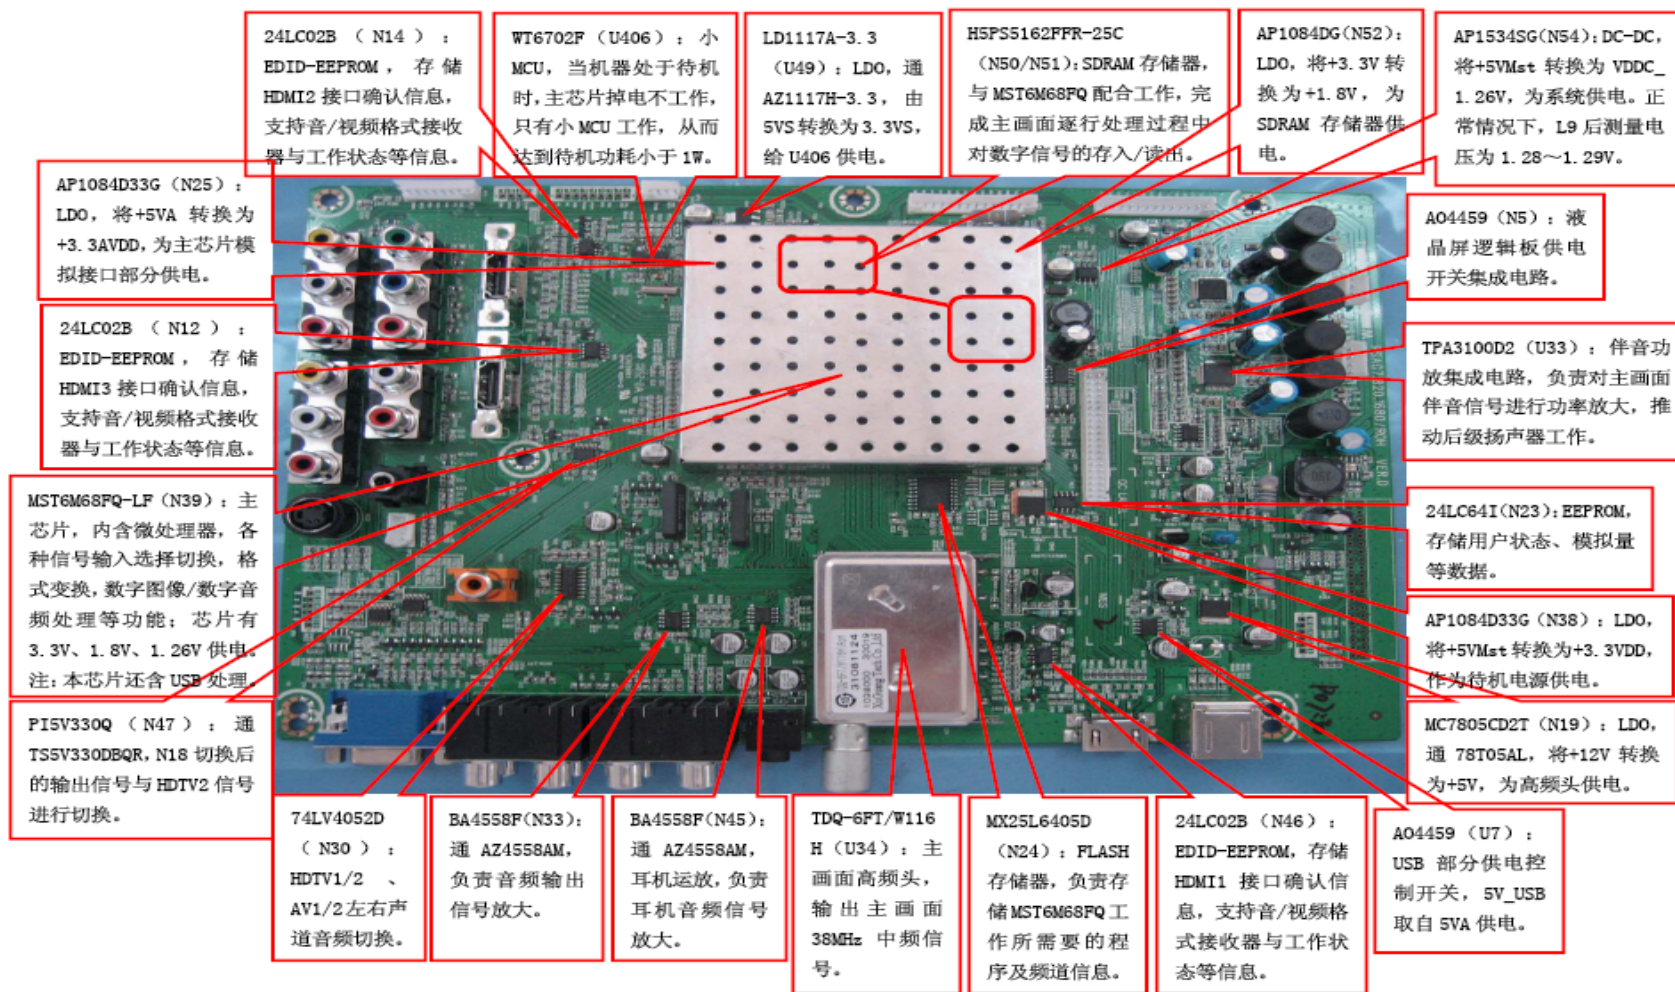 24LC02B（N14）：
EDID-EEPROM，存储
HDMI2 接口确认信息，
支持音/视频格式接收
器与工作状态等信息。
WT6702F（U406）：小
MCU，当机器处于待机
时，主芯片掉电不工作，
只有小 MCU 工作，从而
达到待机功耗小于 1W。
LD1117A-3.3
（U49）：LDO，通
AZ1117H-3.3，由
5VS 转换为 3.3VS，
给 U406 供电。
H5PS5162FFR-25C
（N50/N51）：SDRAM 存储器，
与 MST6M68FQ 配合工作，完
成主画面逐行处理过程中
对数字信号的存入/读出。
AP1084DG（N52）：
LDO，将+3.3V 转
换为+1.8V，为
SDRAM 存储器供
电。
AP1534SG（N54）：DC-DC，
将+5VMst 转换为 VDDC_
1.26V，为系统供电。正
常情况下，L9 后测量电
压为 1.28～1.29V。
AP1084D33G（N25）：
LDO，将+5VA 转换为
+3.3AVDD，为主芯片模
拟接口部分供电。
AO4459（N5）：液
晶屏逻辑板供电
开关集成电路。
24LC02B（N12）：
EDID-EEPROM，存储
HDMI3 接口确认信息，
支持音/视频格式接收
器与工作状态等信息。
TPA3100D2（U33）：伴音功
放集成电路，负责对主画面
伴音信号进行功率放大，推
动后级扬声器工作。
MST6M68FQ-LF（N39）：主
芯片，内含微处理器，各
种信号输入选择切换，格
式变换，数字图像/数字音
频处理等功能；芯片有
3.3V、1.8V、1.26V 供电。
注：本芯片还含 USB 处理。
24LC64I（N23）：EEPROM，
存储用户状态、模拟量
等数据。
AP1084D33G（N38）：LDO，
将+5VMst 转换为+3.3VDD，
作为待机电源供电。
PI5V330Q（N47）：通
TS5V330DBQR，N18 切换后
的输出信号与 HDTV2 信号
进行切换。
MC7805CD2T（N19）：LDO，
通 78T05AL，将+12V 转换
为+5V，为高频头供电。
74LV4052D
（N30）：
HDTV1/2、
AV1/2 左右声
道音频切换。
BA4558F（N33）：
通 AZ4558AM，
负责音频输出
信号放大。
BA4558F（N45）：
通 AZ4558AM，
耳机运放，负责
耳机音频信号
放大。
TDQ-6FT/W116
H（U34）：主
画面高频头，
输出主画面
38MHz 中频信
号。
MX25L6405D
（N24）：FLASH
存储器，负责存
储 MST6M68FQ 工
作所需要的程
序及频道信息。
24LC02B（N46）：
EDID-EEPROM，存储
HDMI1 接口确认信
息，支持音/视频格
式接收器与工作状
态等信息。
AO4459（U7）：
USB 部分供电控
制开关，5V_USB
取自 5VA 供电。
31081124